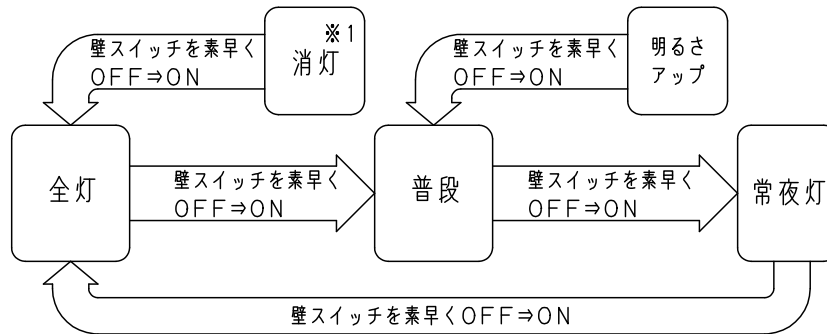 壁スイッチを素早く
OFF⇒ON
※1
消灯
壁スイッチを素早く
OFF⇒ON
明るさ
アップ
全灯
壁スイッチを素早く
OFF⇒ON
普段
壁スイッチを素早く
OFF⇒ON
常夜灯
壁スイッチを素早くOFF⇒ON